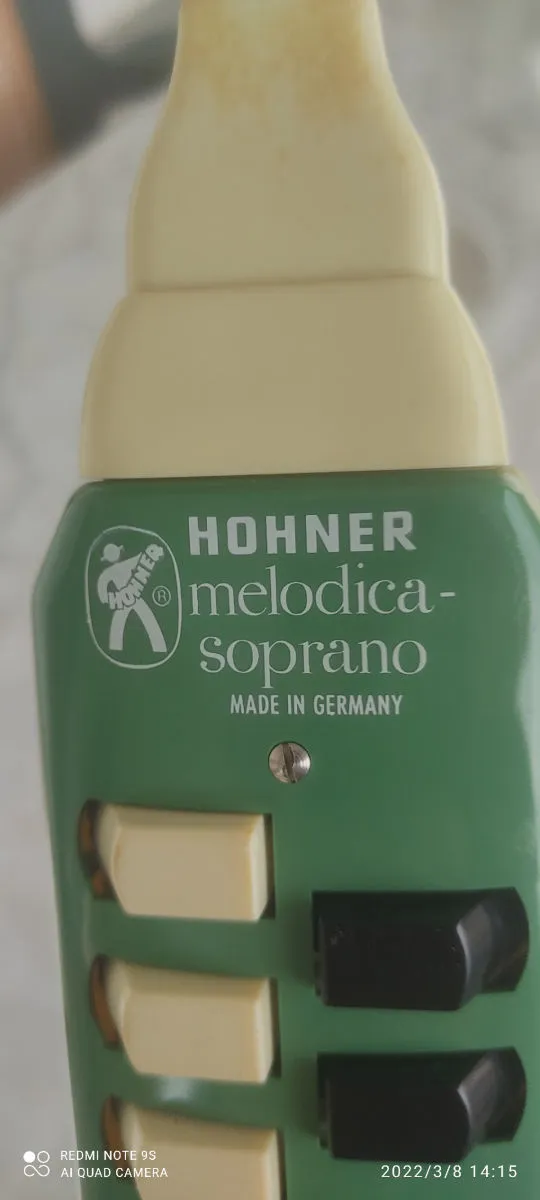 HOHNER
HOHNER
®
melodica-
soprano
MADE IN GERMANY
REDMI NOTE 9S
AI QUAD CAMERA
2022/3/8 14:15